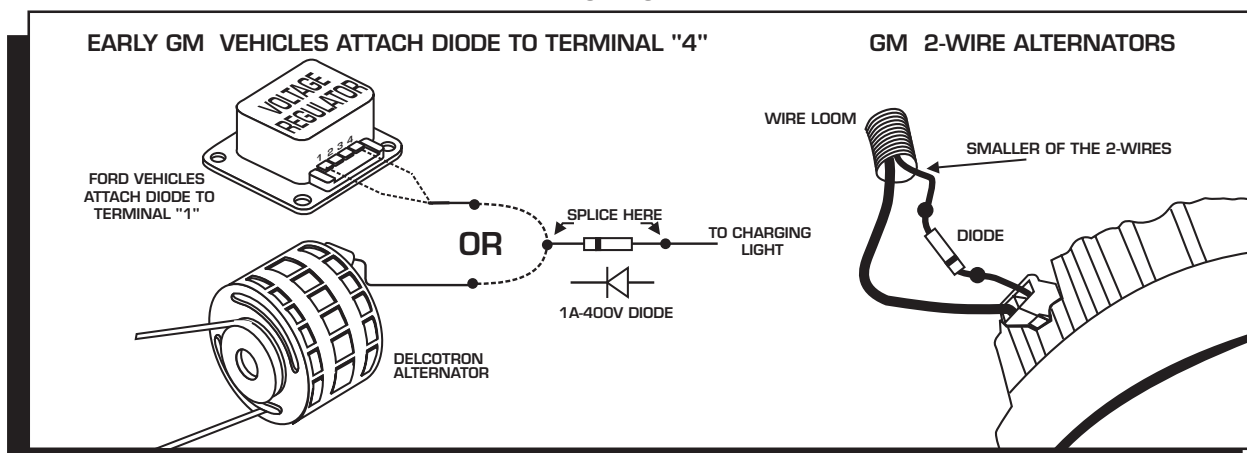 EARLY GM VEHICLES ATTACH DIODE TO TERMINAL "4"
VOLTAGE
REGULATOR
1 2 3 4
FORD VEHICLES
ATTACH DIODE TO
TERMINAL "1"
OR
SPLICE HERE
TO CHARGING
LIGHT
1A-400V DIODE
DELCOTRON
ALTERNATOR
GM 2-WIRE ALTERNATORS
WIRE LOOM
SMALLER OF THE 2-WIRES
DIODE